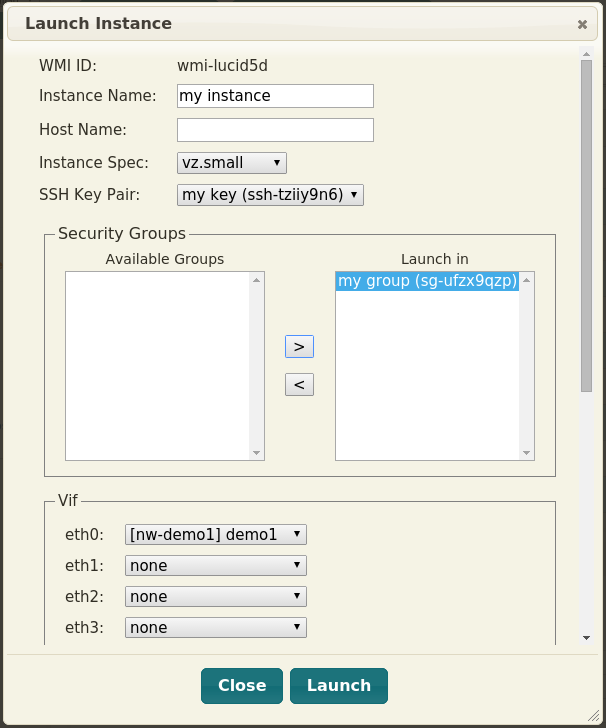 Launch Instance
WMI ID: wmi-lucid5d
Instance Name: my instance
Host Name:
Instance Spec: vz.small
SSH Key Pair: my key (ssh-tziiy9n6)
Security Groups
Available Groups Launch in
my group (sg-ufzx9qzp)
>
<
Vif
eth0: [nw-demo1] demo1
eth1: none
eth2: none
eth3: none
Close Launch